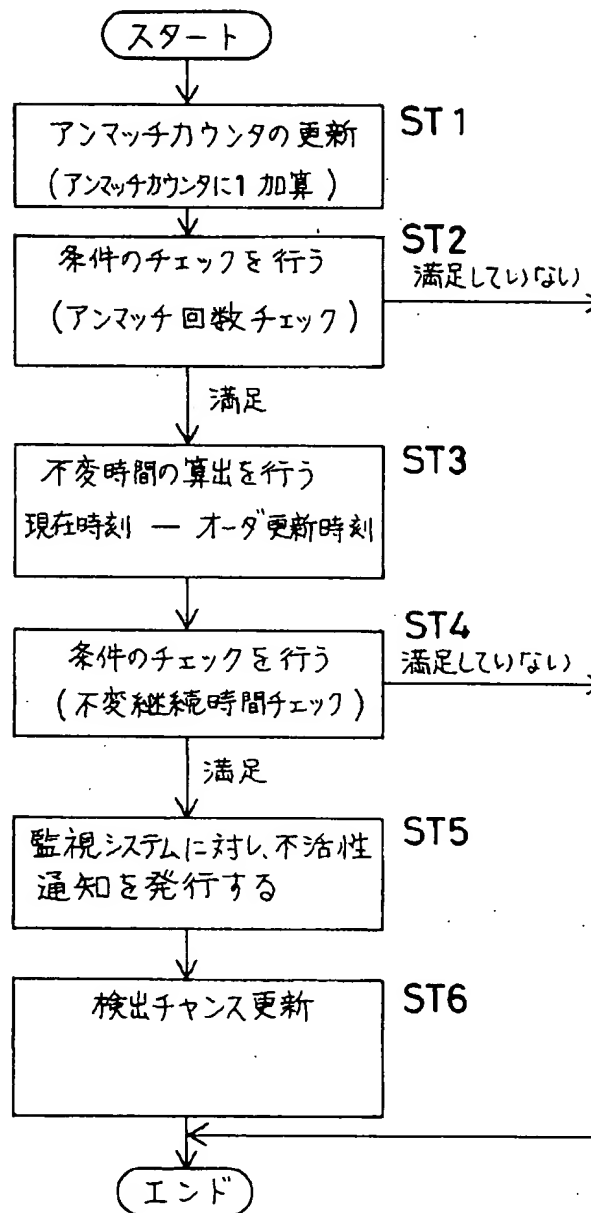 スタート
アンマッチカウンタの更新
(アンマッチカウンタに1加算)
ST1
条件のチェックを行う
(アンマッチ回数チェック)
ST2
満足していない
満足
不変時間の算出を行う
現在時刻 ― オーダ更新時刻
ST3
条件のチェックを行う
(不変継続時間チェック)
ST4
満足していない
満足
監視システムに対し、不活性
通知を発行する
ST5
検出チャンス更新
ST6
エンド